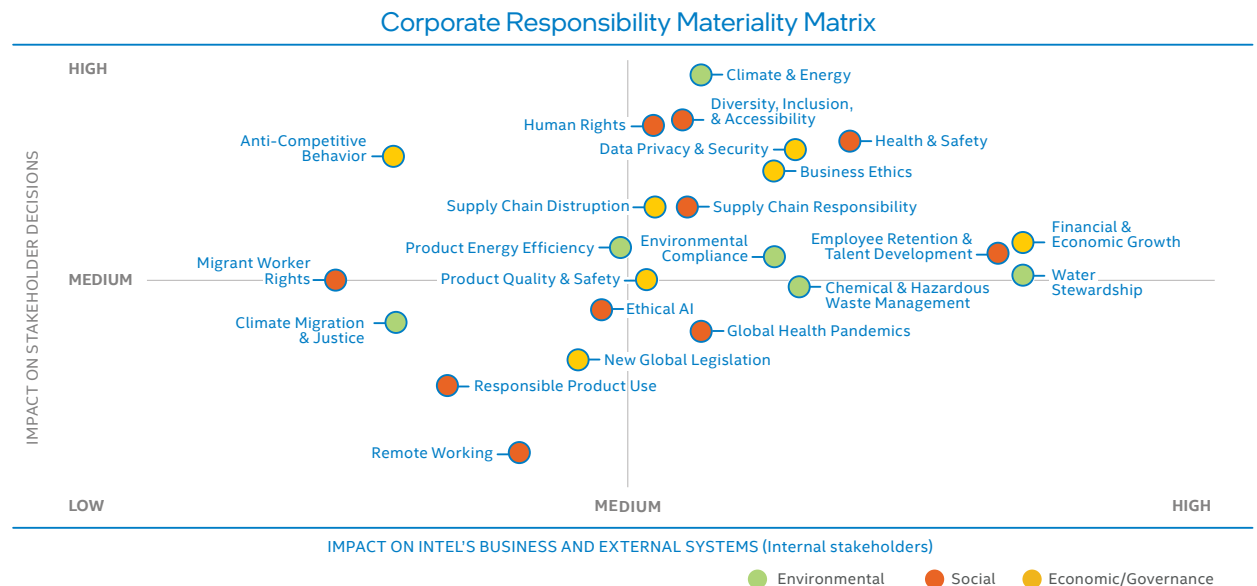 Corporate Responsibility Materiality Matrix
HIGH
Climate & Energy
Diversity, Inclusion,
& Accessibility
Human Rights
Anti-Competitive
Behavior
Health & Safety
Data Privacy & Security
Business Ethics
Supply Chain Distruption
Supply Chain Responsibility
Financial &
Economic Growth
Employee Retention &
Talent Development
Environmental
Compliance
Product Energy Efficiency
Migrant Worker
Rights
MEDIUM
Product Quality & Safety
Water
Stewardship
Chemical & Hazardous
Waste Management
Ethical AI
Climate Migration
& Justice
Global Health Pandemics
New Global Legislation
Responsible Product Use
Remote Working
IMPACT ON STAKEHOLDER DECISIONS
LOW
MEDIUM
HIGH
IMPACT ON INTEL'S BUSINESS AND EXTERNAL SYSTEMS (Internal stakeholders)
Environmental
Social
Economic/Governance